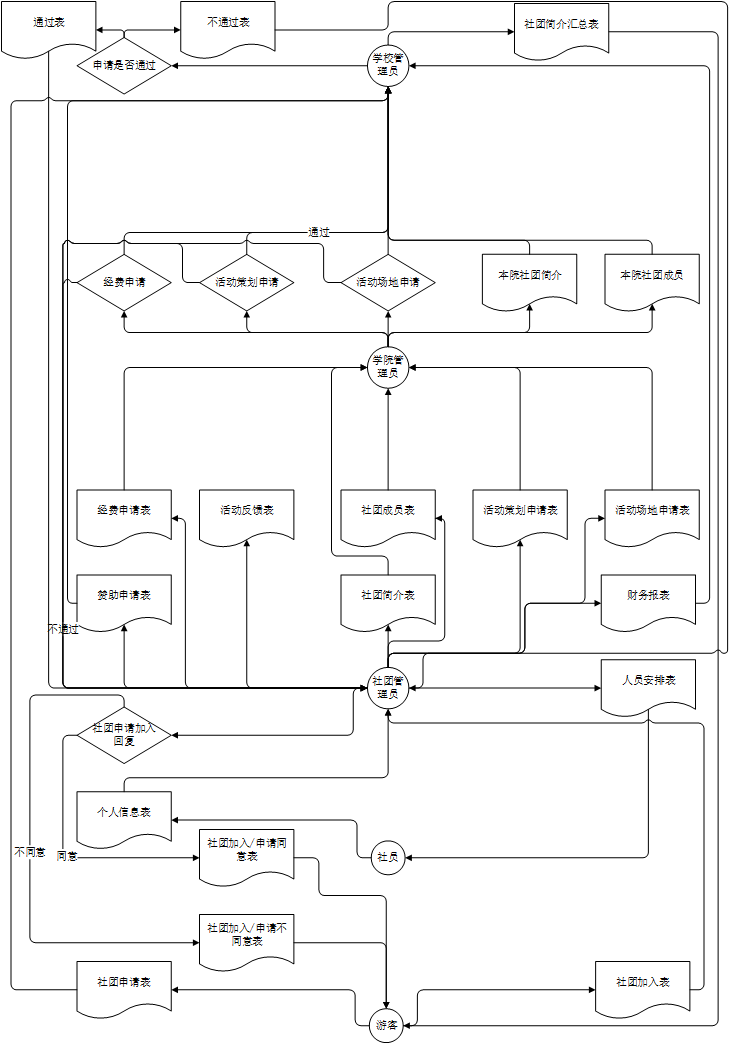 通过表
不通过表
社团简介汇总表
申请是否通过
学校管
理员
通过
经费申请
活动策划申请
活动场地申请
本院社团简介
本院社团成员
学院管
理员
经费申请表
活动反馈表
社团成员表
活动策划申请表
活动场地申请表
赞助申请表
社团简介表
财务报表
不通过
社团管
理员
人员安排表
社团申请加入
回复
个人信息表
不同意
同意
社团加入/申请同
意表
社员
社团加入/申请不
同意表
社团申请表
社团加入表
游客